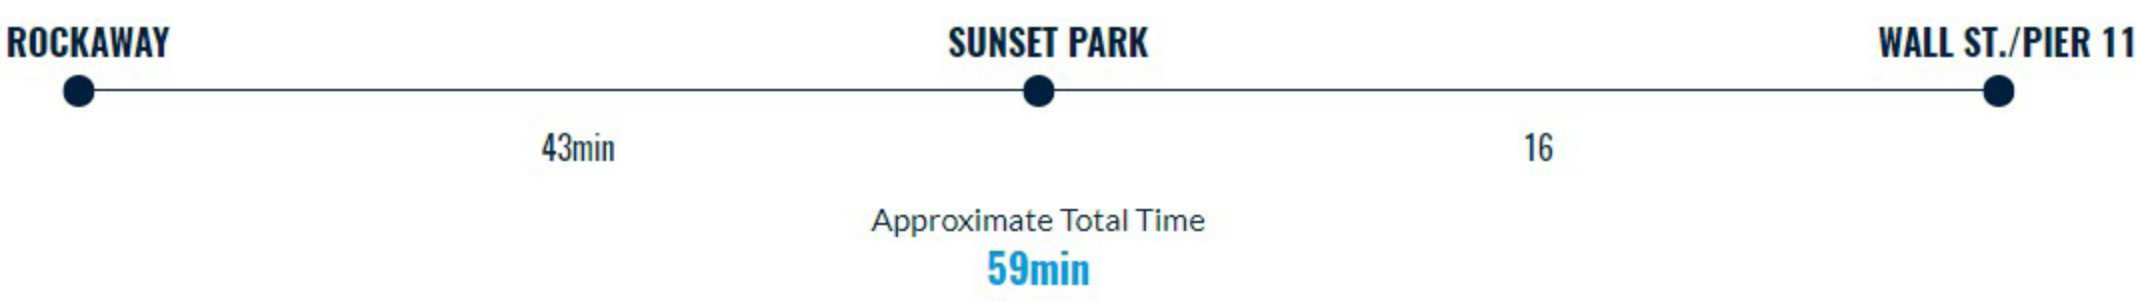 ROCKAWAY SUNSET PARK WALL ST./PIER 11
43min 16
Approximate Total Time
59min